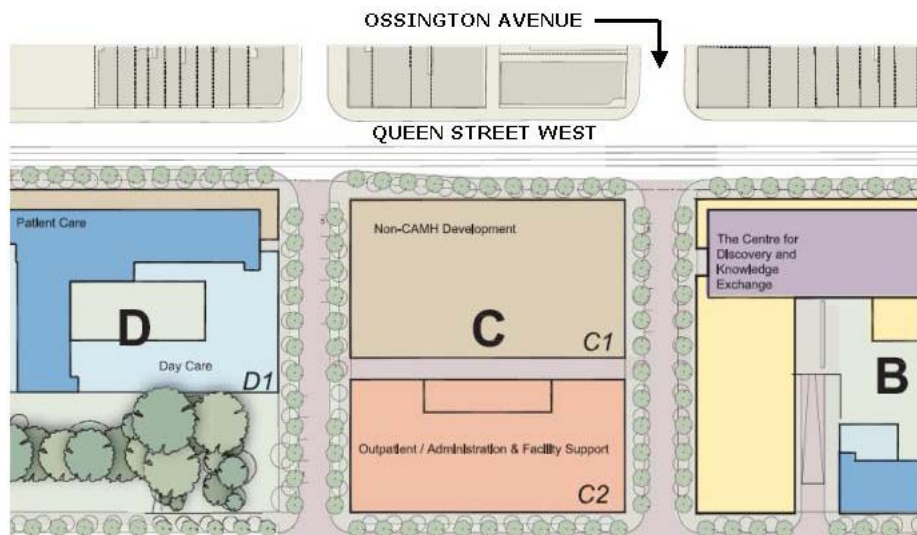 OSSINGTON AVENUE
QUEEN STREET WEST
Patient Care
D
Day Care
D1
Non-CAMH Development
C
C1
Outpatient / Administration & Facility Support
C2
The Centre for
Discovery and
Knowledge
Exchange
B